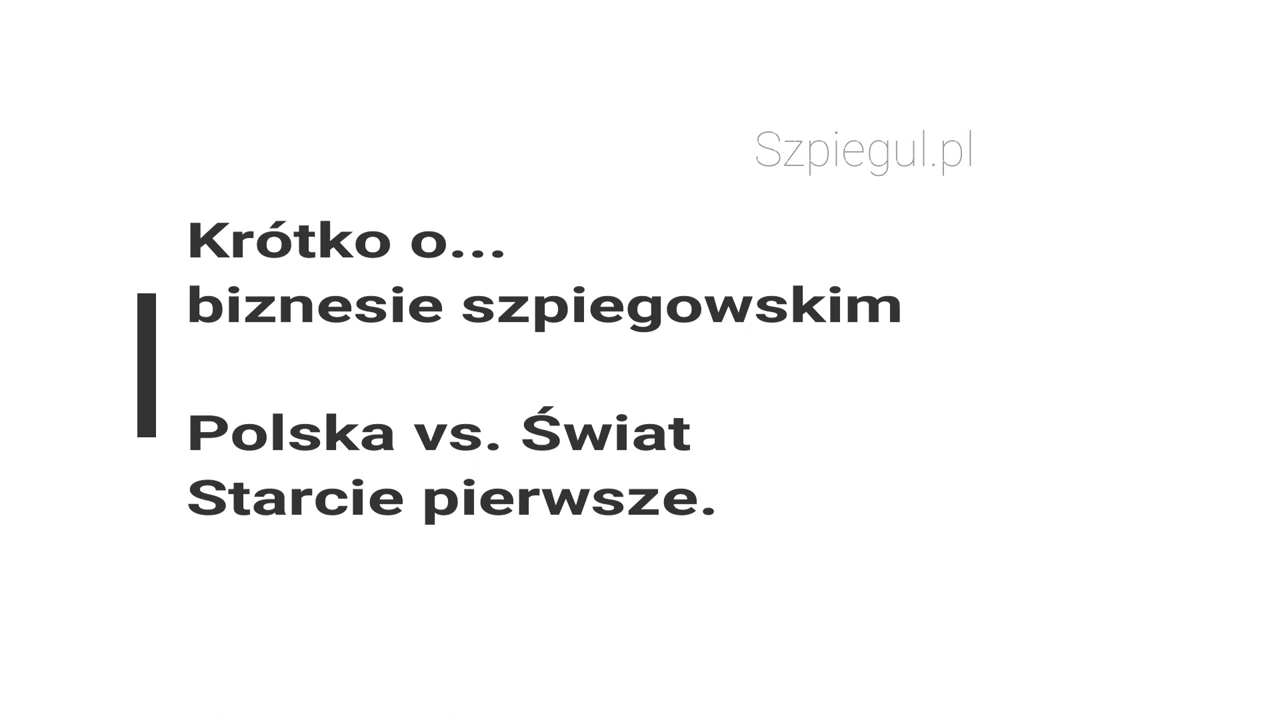 Szpiegul.pl
Krótko o...
biznesie szpiegowskim
Polska vs. Świat
Starcie pierwsze.